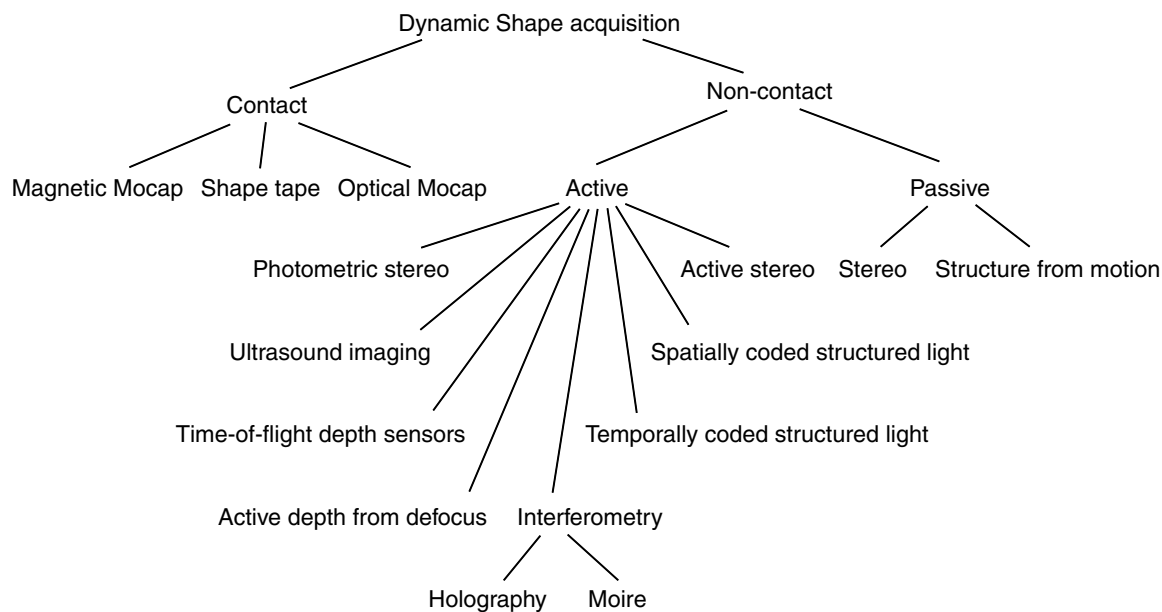 Dynamic Shape acquisition
Contact
Non-contact
Magnetic Mocap
Shape tape
Optical Mocap
Active
Passive
Photometric stereo
Active stereo
Stereo
Structure from motion
Ultrasound imaging
Spatially coded structured light
Time-of-flight depth sensors
Temporally coded structured light
Active depth from defocus
Interferometry
Holography
Moire